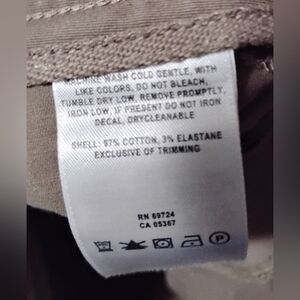 MACHINE WASH COLD GENTLE, WITH
LIKE COLORS, DO NOT BLEACH,
TUMBLE DRY LOW, REMOVE PROMPTLY,
IRON LOW, IF PRESENT DO NOT IRON
DECAL, DRYCLEANABLE
SHELL: 97% COTTON, 3% ELASTANE
EXCLUSIVE OF TRIMMING
RN 69724
CA 05367
P